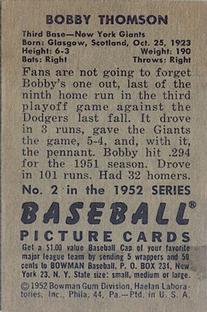 BOBBY THOMSON
Third Base—New York Giants
Born: Glasgow, Scotland, Oct. 25, 1923
Height: 6-3 Weight: 190
Bats: Right Throws: Right
Fans are not going to forget
Bobby's one out, last of the
ninth home run in the third
playoff game against the
Dodgers last fall. It drove
in 3 runs, gave the Giants
the game, 5-4, and, with it,
the pennant. Bobby hit .294
for the 1951 season. Drove
in 101 runs. Had 32 homers.
No. 2 in the 1952 SERIES
BASEBALL®
PICTURE CARDS
Get a $1.00 value Baseball Cap of your favorite
major league team by sending 5 wrappers and 50
cents to BOWMAN Baseball, P. O. BOX 231, New
York, N. Y. State size: small, medium or large.
©1952 Bowman Gum Division, Haelan Labora-
tories, Inc., Phila. 44, Pa.—Ptd. in U. S. A.